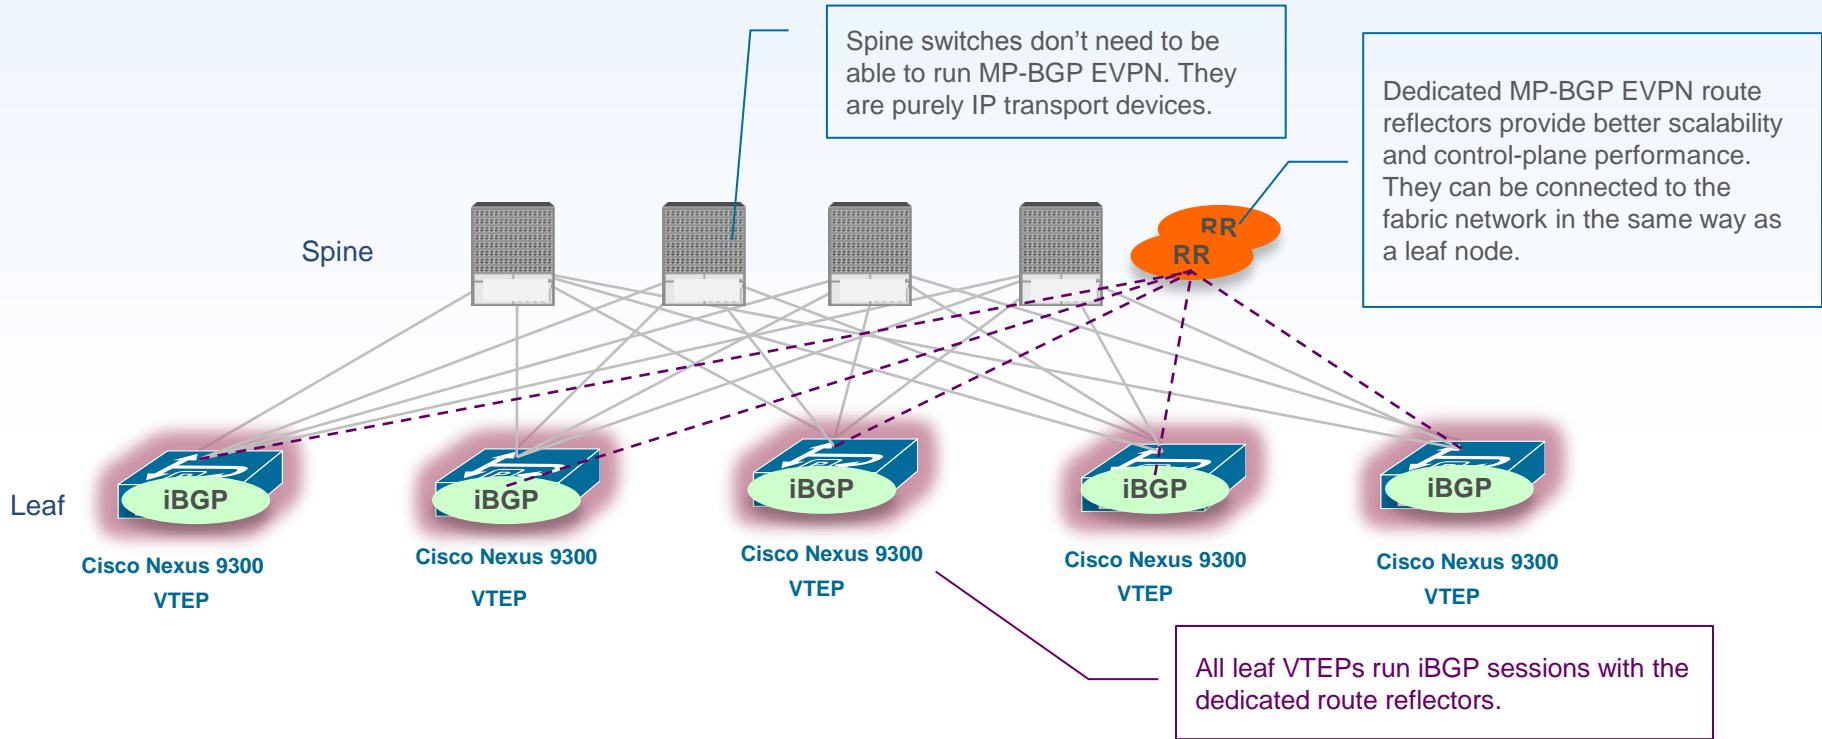 Spine switches don't need to be
able to run MP-BGP EVPN. They
are purely IP transport devices.
Dedicated MP-BGP EVPN route
reflectors provide better scalability
and control-plane performance.
They can be connected to the
fabric network in the same way as
a leaf node.
Spine
RR
RR
Leaf
iBGP
iBGP
iBGP
iBGP
iBGP
Cisco Nexus 9300
VTEP
Cisco Nexus 9300
VTEP
Cisco Nexus 9300
VTEP
Cisco Nexus 9300
VTEP
Cisco Nexus 9300
VTEP
All leaf VTEPs run iBGP sessions with the
dedicated route reflectors.